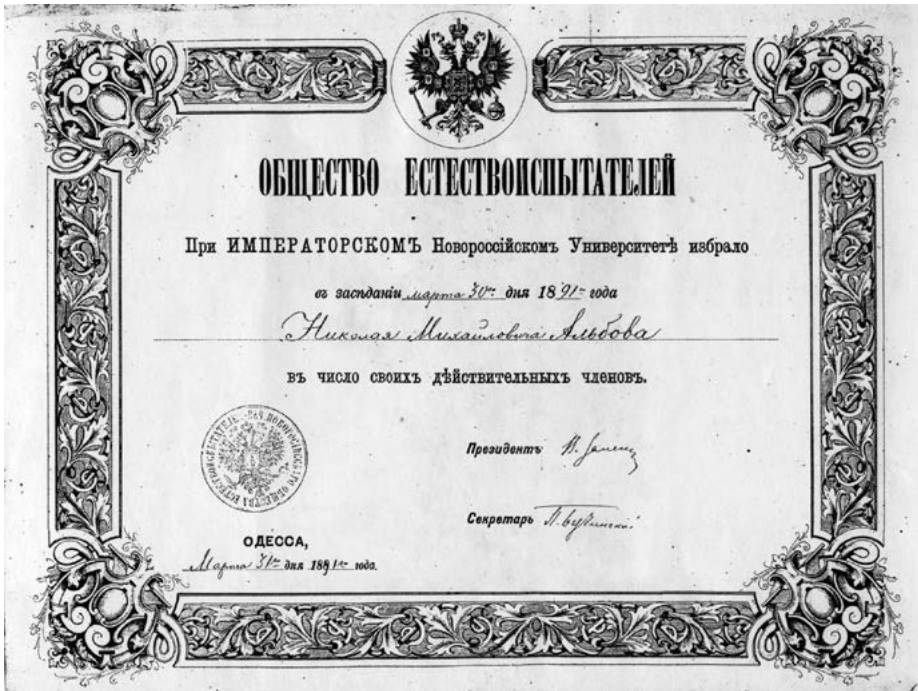 ОБЩЕСТВО ЕСТЕСТВОИСПЫТАТЕЛЕЙ
При ИМПЕРАТОРСКОМЪ Новороссійскомъ Университетѣ избрало
въ засѣданіи марта 30го дня 1891го года
Николая Михайловича Альбова
въ число своихъ дѣйствительныхъ членовъ.
Президентъ
Секретарь
ОДЕССА,
Марта 31го дня 1891го года.